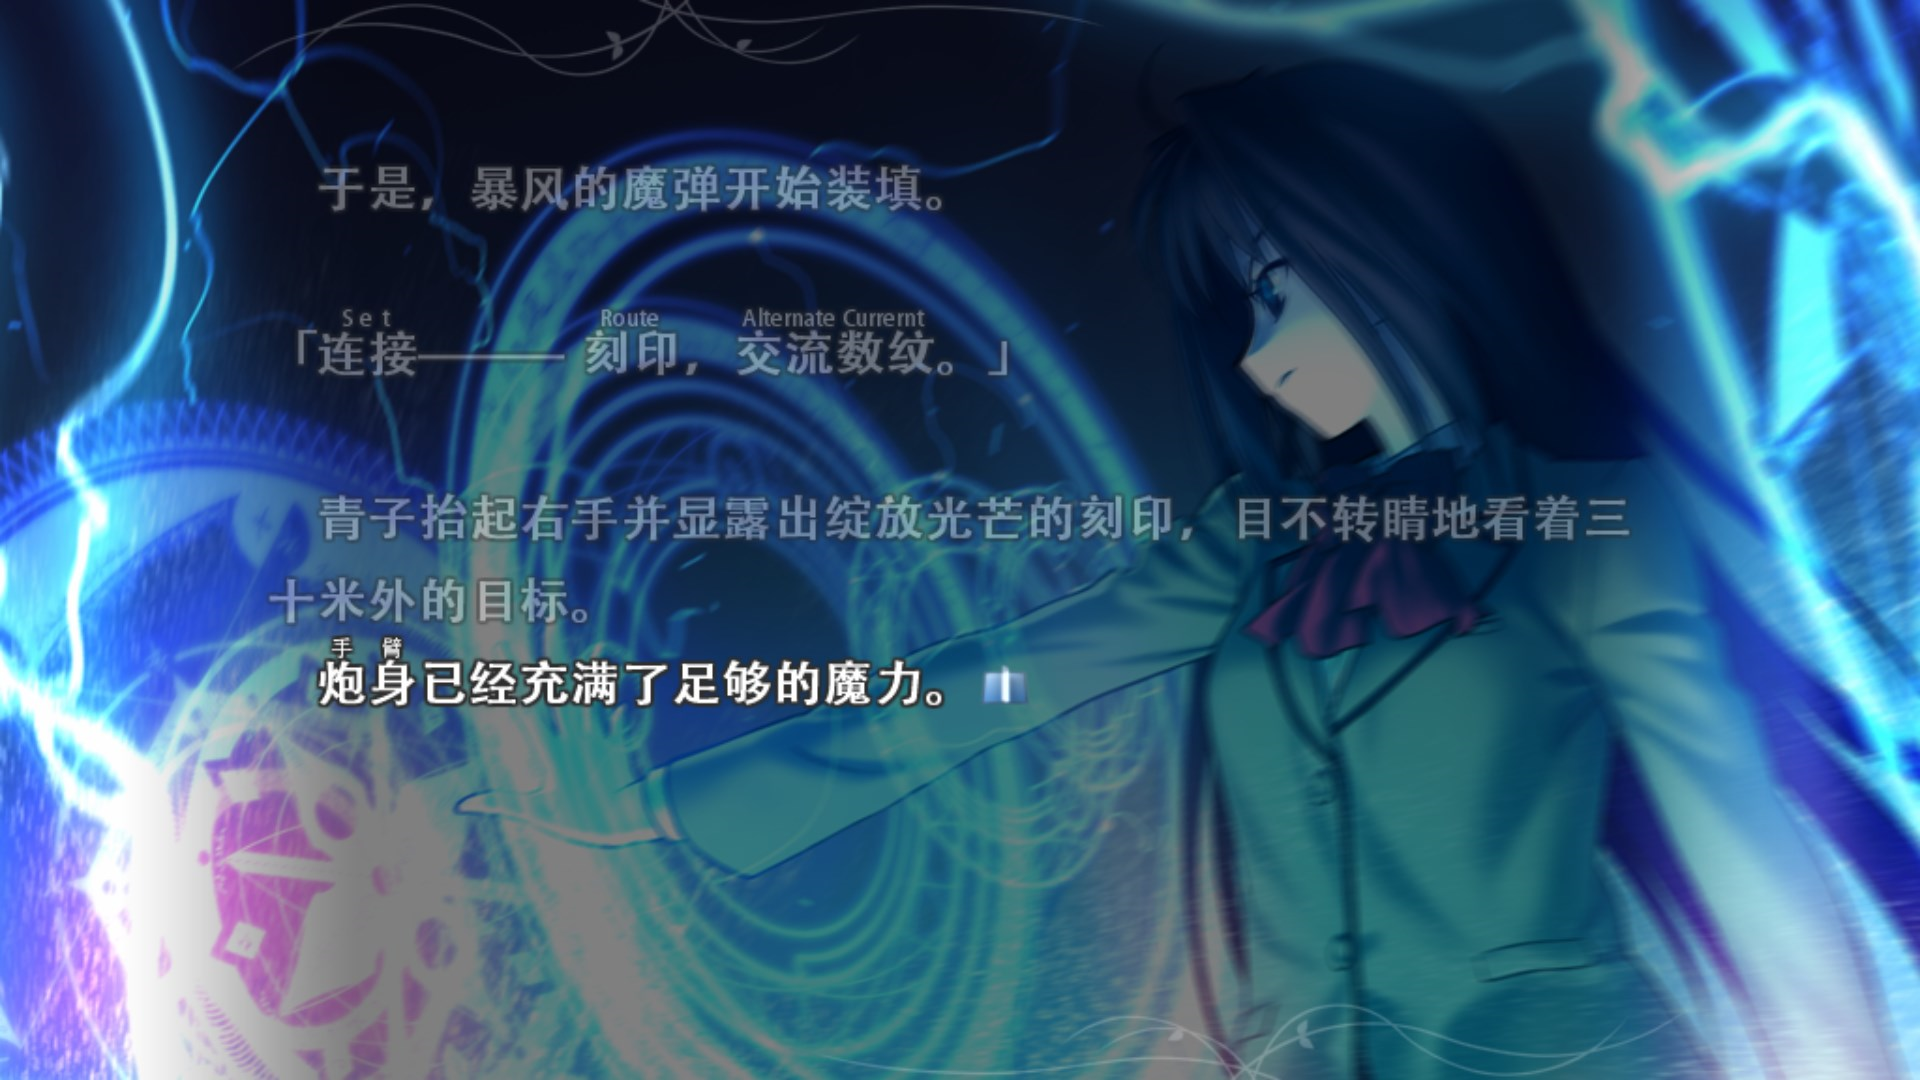 于是，暴风的魔弹开始装填。
Set Route Alternate Currernt
「连接———刻印，交流数纹。」
青子抬起右手并显露出绽放光芒的刻印，目不转睛地看着三
十米外的目标。
手臂
炮身已经充满了足够的魔力。